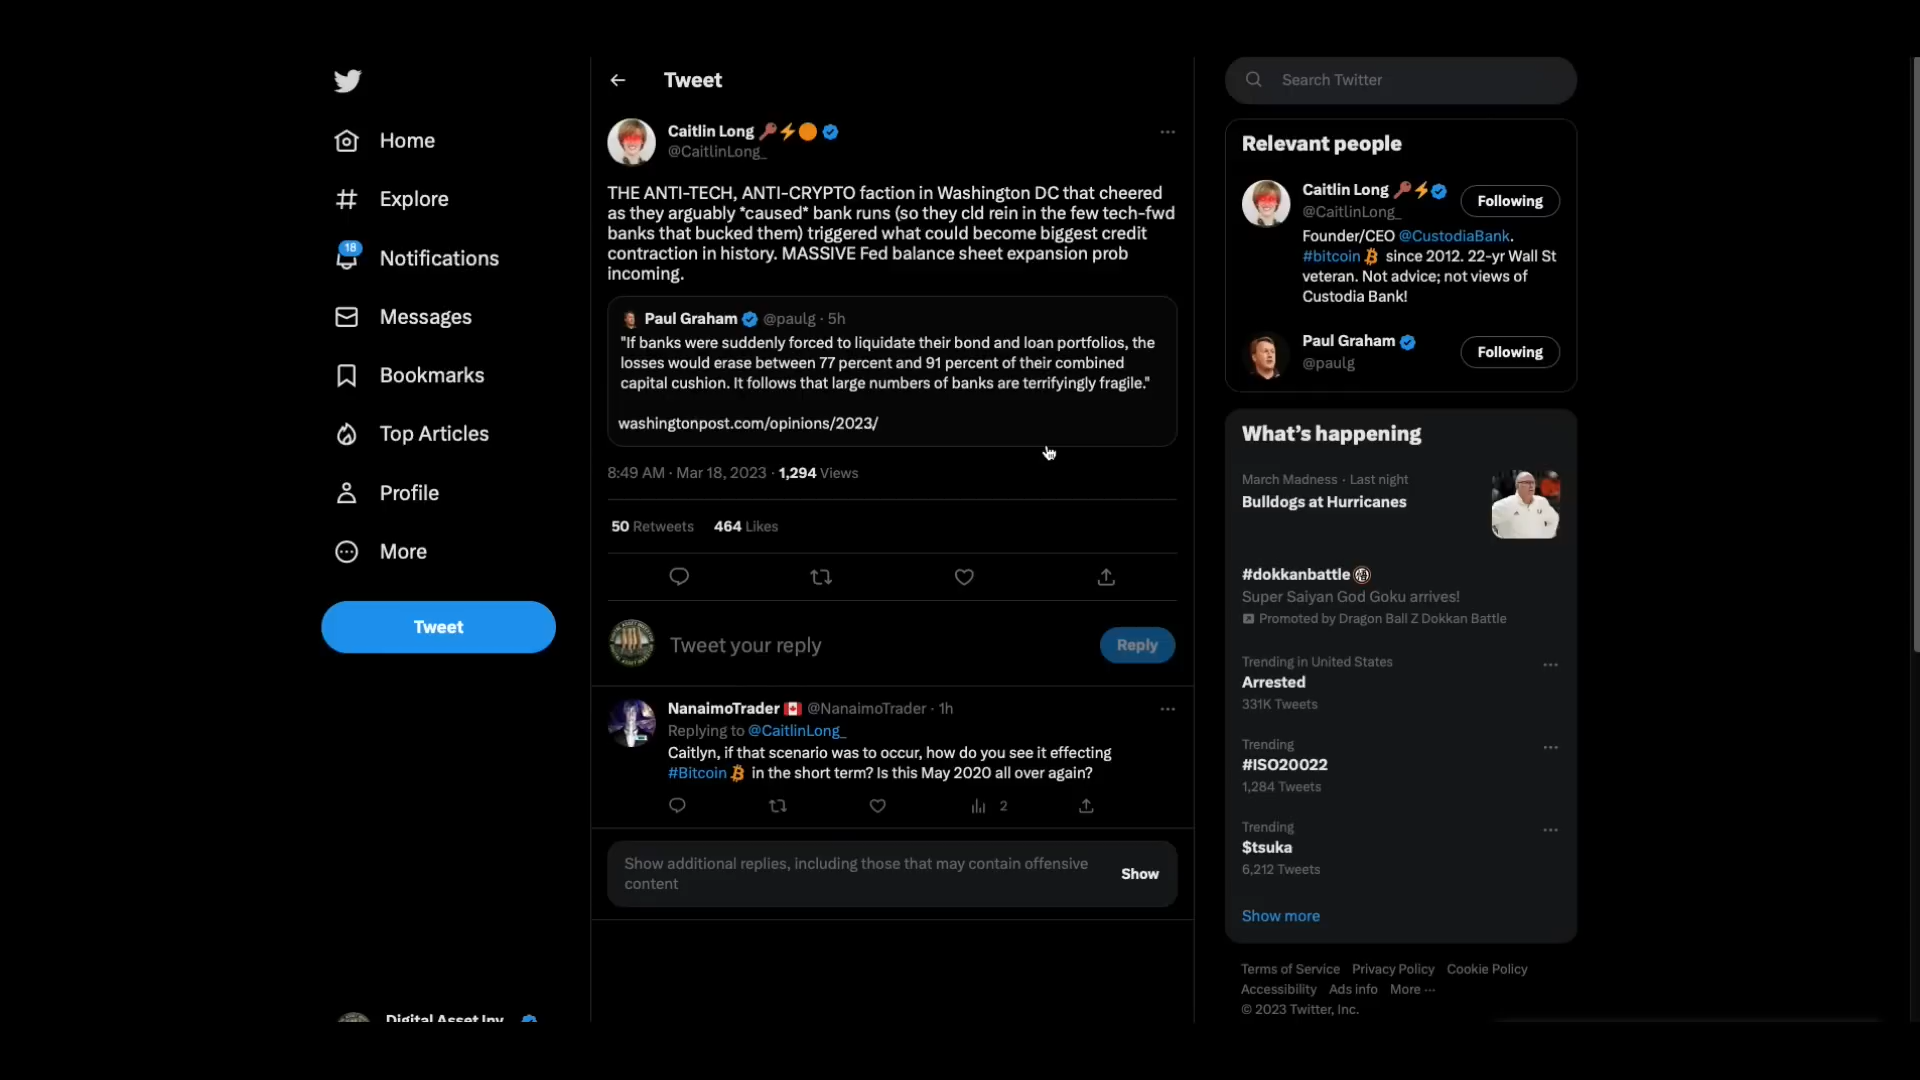 Home
Explore
18
Notifications
Messages
Bookmarks
Top Articles
Profile
More
Tweet
Digital Asset Inv
Tweet
Caitlin Long
@CaitlinLong_
THE ANTI-TECH, ANTI-CRYPTO faction in Washington DC that cheered
as they arguably *caused* bank runs (so they cld rein in the few tech-fwd
banks that bucked them) triggered what could become biggest credit
contraction in history. MASSIVE Fed balance sheet expansion prob
incoming.
Paul Graham @paulg · 5h
"If banks were suddenly forced to liquidate their bond and loan portfolios, the
losses would erase between 77 percent and 91 percent of their combined
capital cushion. It follows that large numbers of banks are terrifyingly fragile."
washingtonpost.com/opinions/2023/
8:49 AM · Mar 18, 2023 · 1,294 Views
50 Retweets 464 Likes
Tweet your reply
Reply
NanaimoTrader @NanaimoTrader · 1h
Replying to @CaitlinLong_
Caitlyn, if that scenario was to occur, how do you see it effecting
#Bitcoin in the short term? Is this May 2020 all over again?
2
Show additional replies, including those that may contain offensive
content
Show
Search Twitter
Relevant people
Caitlin Long
@CaitlinLong_
Following
Founder/CEO @CustodiaBank.
#bitcoin since 2012. 22-yr Wall St
veteran. Not advice; not views of
Custodia Bank!
Paul Graham
@paulg
Following
What's happening
March Madness · Last night
Bulldogs at Hurricanes
#dokkanbattle
Super Saiyan God Goku arrives!
Promoted by Dragon Ball Z Dokkan Battle
Trending in United States
Arrested
331K Tweets
Trending
#ISO20022
1,284 Tweets
Trending
$tsuka
6,212 Tweets
Show more
Terms of Service Privacy Policy Cookie Policy
Accessibility Ads info More ···
© 2023 Twitter, Inc.